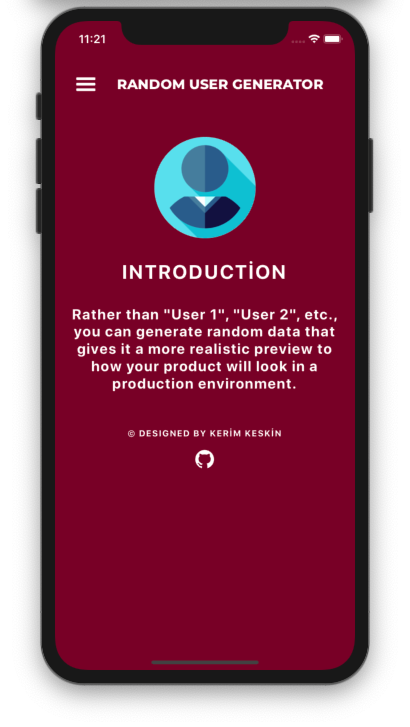 11:21
RANDOM USER GENERATOR
INTRODUCTİON
Rather than "User 1", "User 2", etc.,
you can generate random data that
gives it a more realistic preview to
how your product will look in a
production environment.
© DESIGNED BY KERİM KESKİN